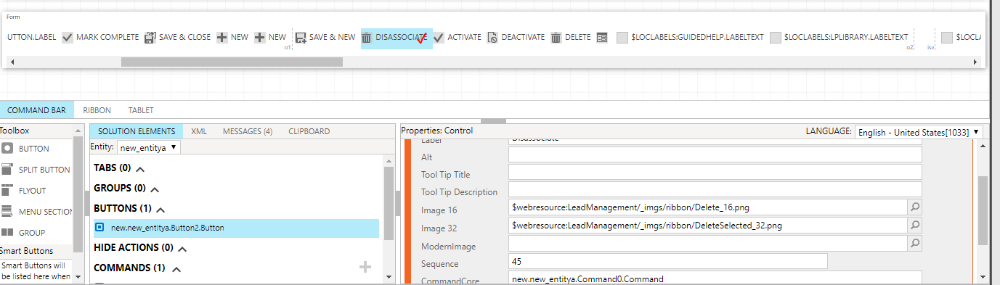 Form
UTTON.LABEL MARK COMPLETE SAVE & CLOSE NEW NEW SAVE & NEW DISASSOCIATE ACTIVATE DEACTIVATE DELETE $LOCLABELS:GUIDEDHELP.LABELTEXT $LOCLABELS:LPLIBRARY.LABELTEXT $LOCLA
o1 o2 isv
COMMAND BAR RIBBON TABLET
Toolbox
BUTTON
SPLIT BUTTON
FLYOUT
MENU SECTION
GROUP
Smart Buttons
Smart Buttons will
be listed here when
SOLUTION ELEMENTS XML MESSAGES (4) CLIPBOARD
Entity: new_entitya
TABS (0)
GROUPS (0)
BUTTONS (1)
new.new_entitya.Button2.Button
HIDE ACTIONS (0)
COMMANDS (1)
Properties: Control
LANGUAGE: English - United States[1033]
Label Disassociate
Alt
Tool Tip Title
Tool Tip Description
Image 16 $webresource:LeadManagement/_imgs/ribbon/Delete_16.png
Image 32 $webresource:LeadManagement/_imgs/ribbon/DeleteSelected_32.png
ModernImage
Sequence 45
CommandCore new.new_entitya.Command0.Command